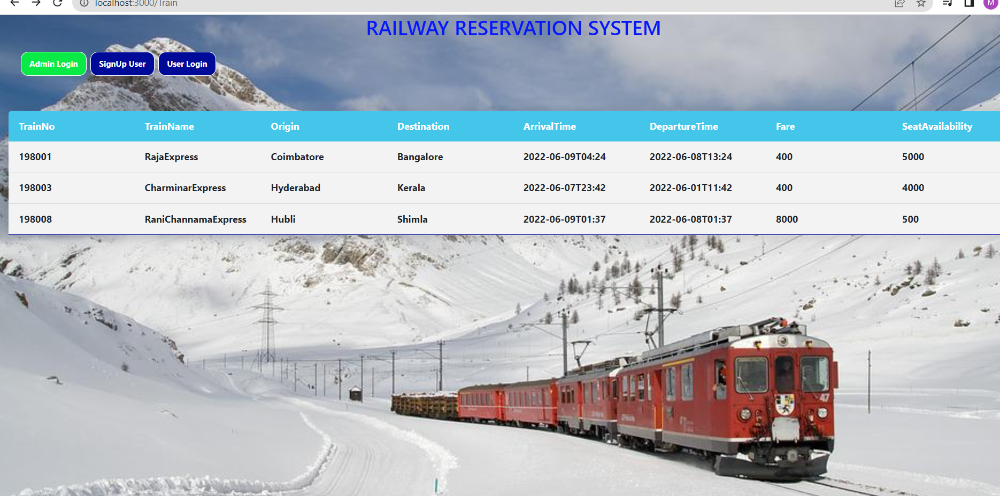 localhost:3000/Train
M
RAILWAY RESERVATION SYSTEM
Admin Login SignUp User User Login
TrainNo TrainName Origin Destination ArrivalTime DepartureTime Fare SeatAvailability
198001 RajaExpress Coimbatore Bangalore 2022-06-09T04:24 2022-06-08T13:24 400 5000
198003 CharminarExpress Hyderabad Kerala 2022-06-07T23:42 2022-06-01T11:42 400 4000
198008 RaniChannamaExpress Hubli Shimla 2022-06-09T01:37 2022-06-08T01:37 8000 500
47